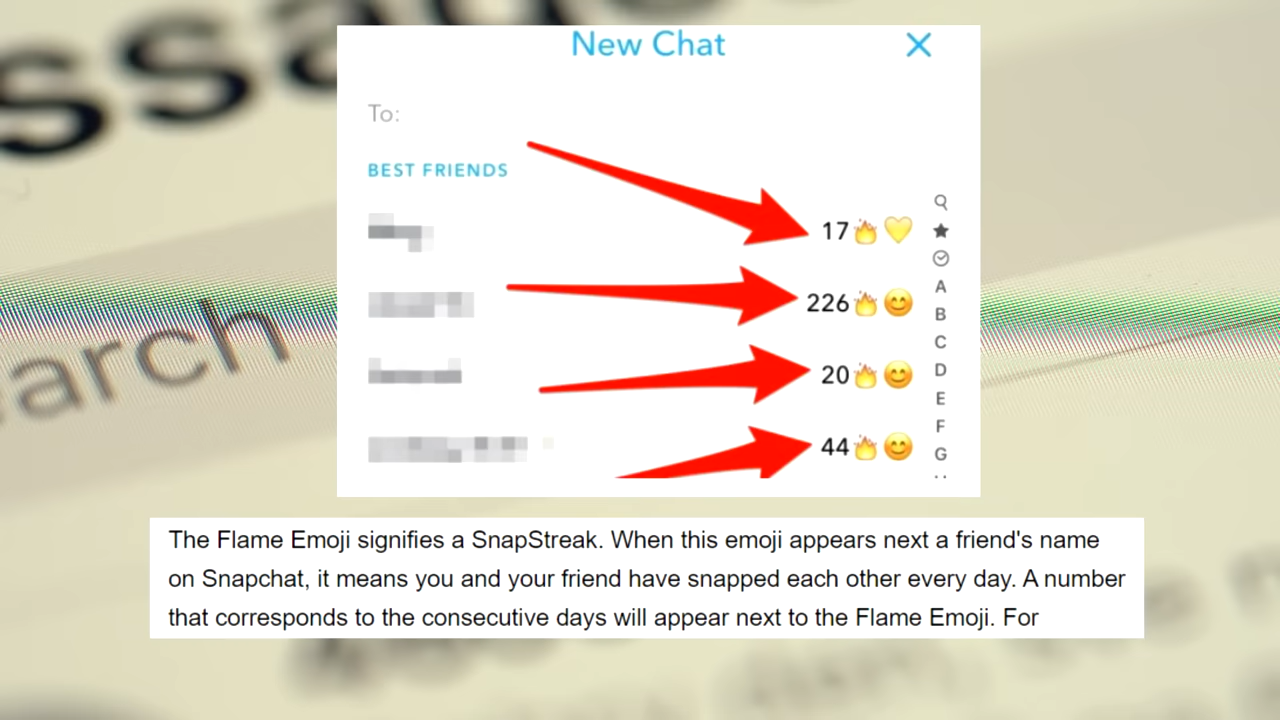 New Chat
To:
BEST FRIENDS
17🔥💛
226🔥😊
20🔥😊
44🔥😊
A
B
C
D
E
F
G
The Flame Emoji signifies a SnapStreak. When this emoji appears next a friend's name
on Snapchat, it means you and your friend have snapped each other every day. A number
that corresponds to the consecutive days will appear next to the Flame Emoji. For